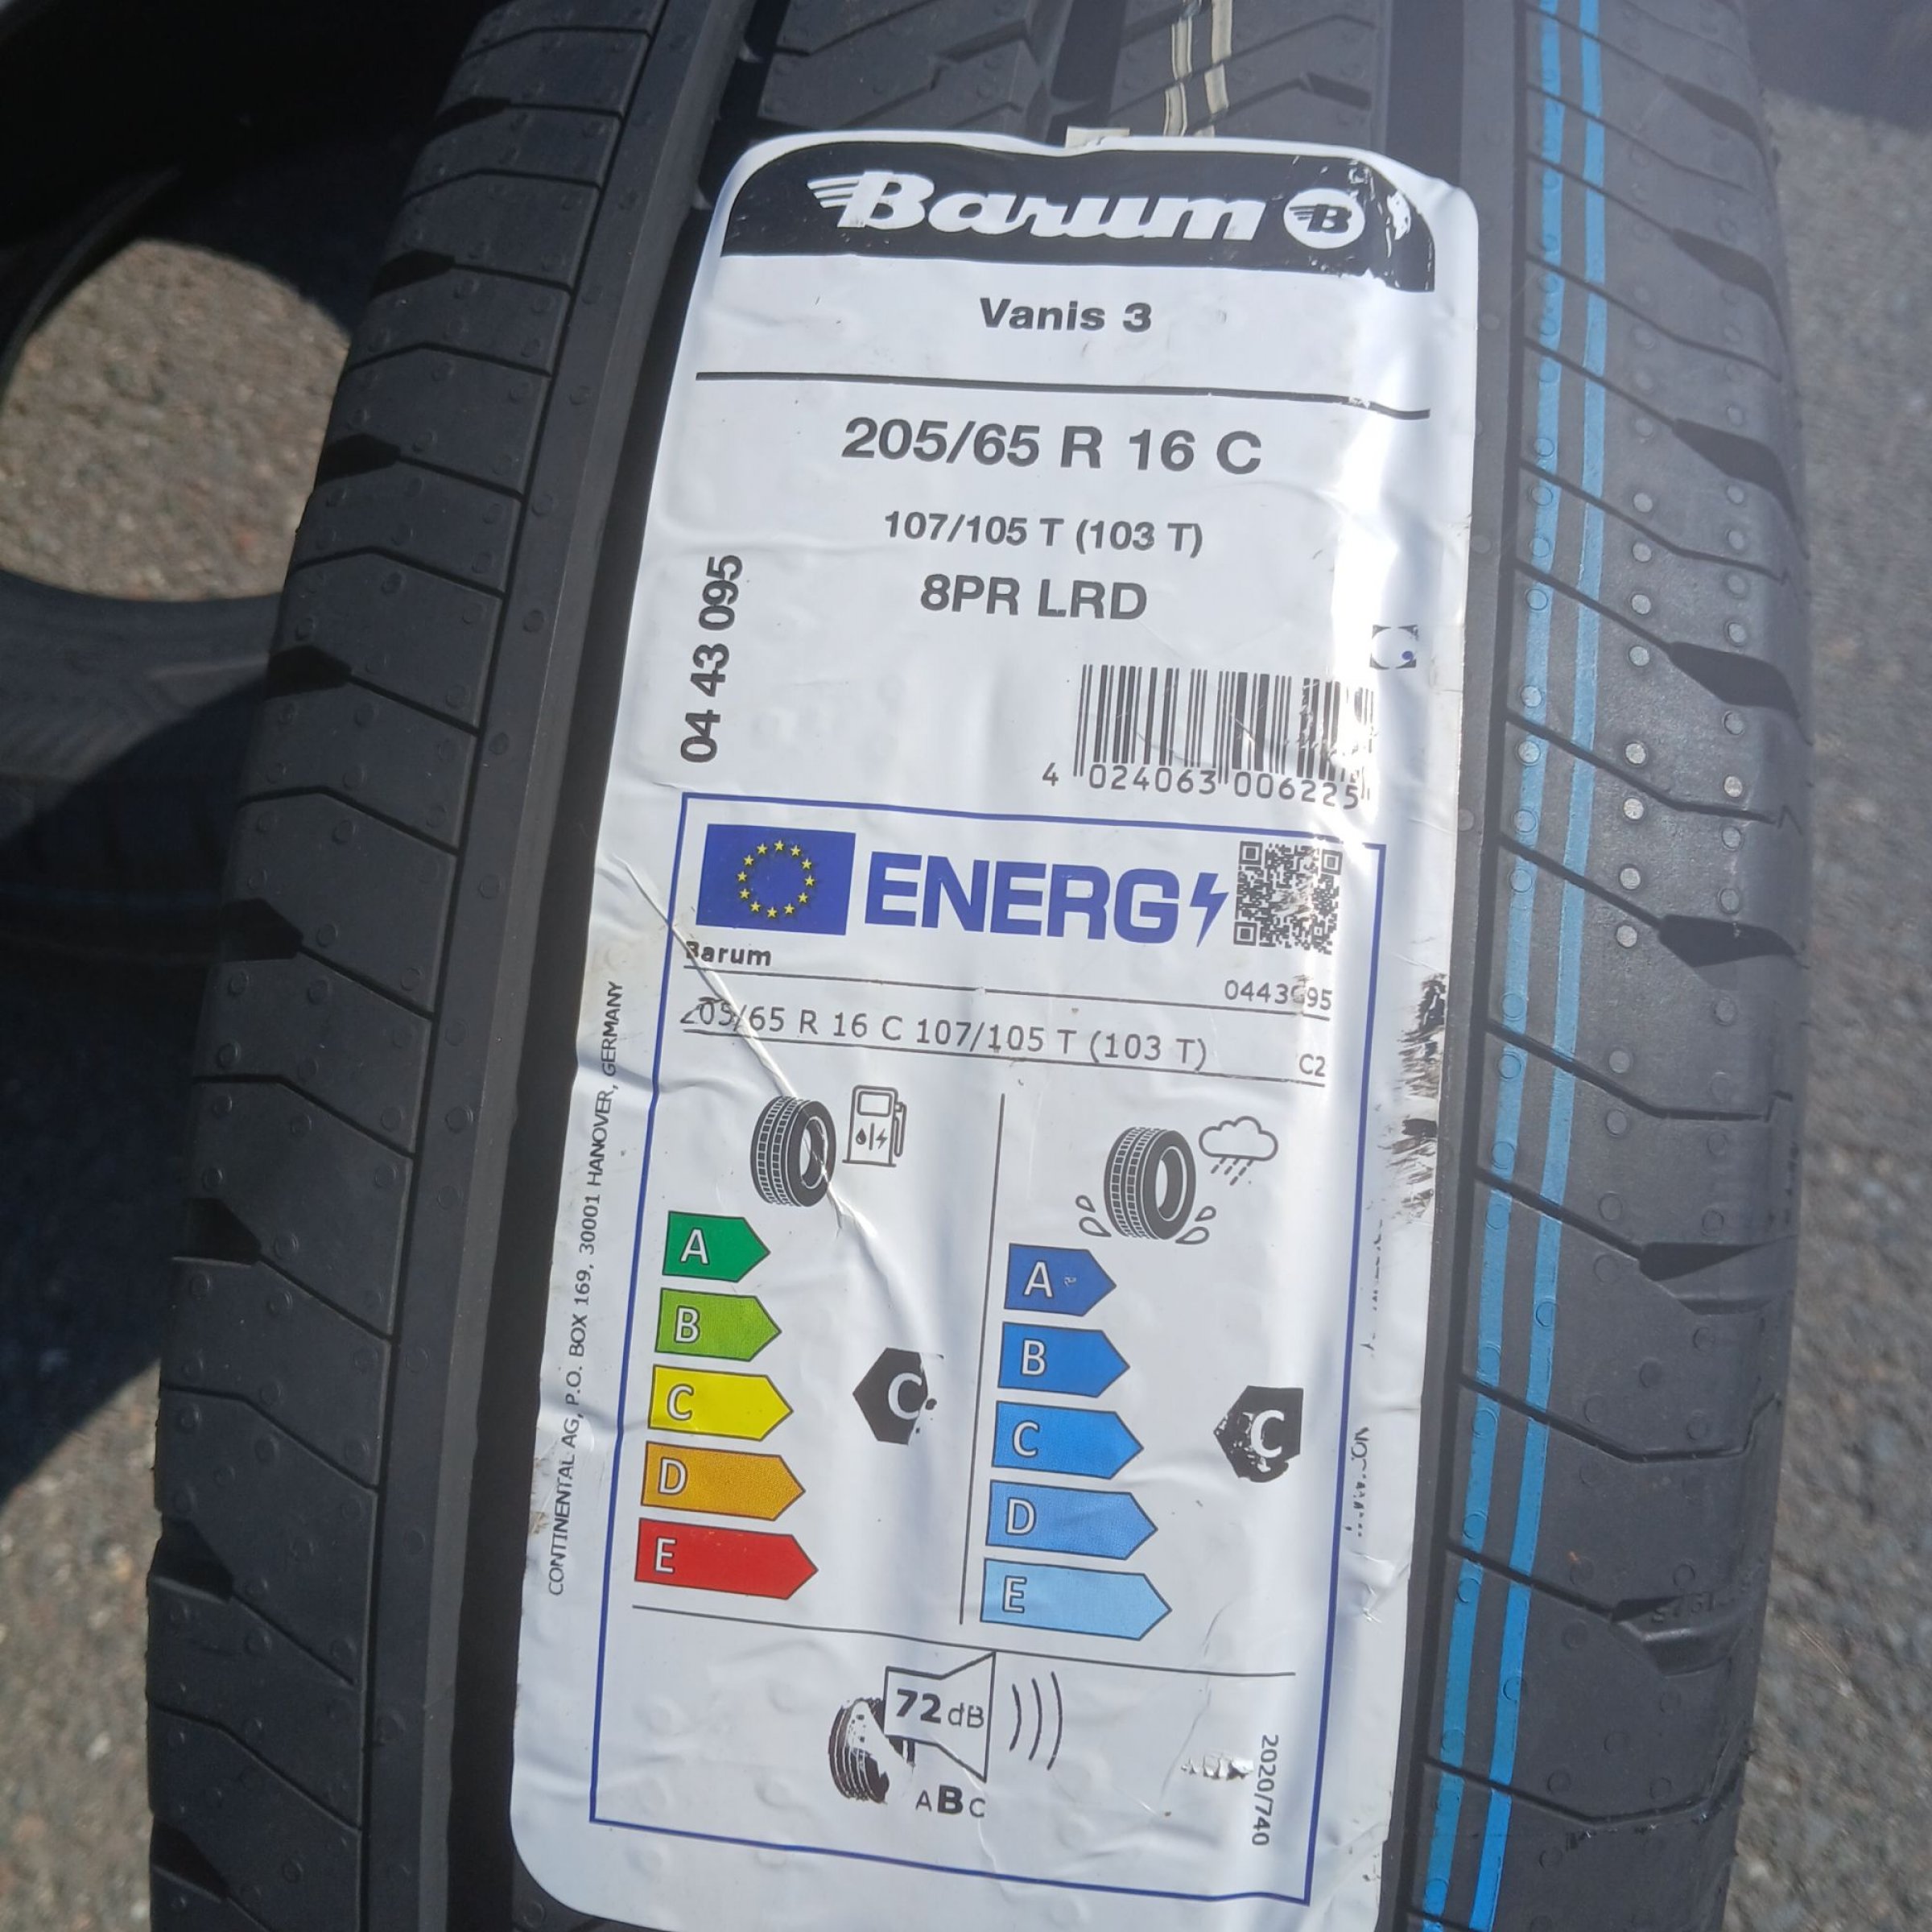 Barum B
Vanis 3
205/65 R 16 C
107/105 T (103 T)
8PR LRD
04 43 095
4 024063 006225
ENERG
Barum
205/65 R 16 C 107/105 T (103 T)
C2
CONTINENTAL AG, P.O. BOX 169, 30001 HANOVER, GERMANY
A
B
C
D
E
C
A
B
C
D
E
C
72 dB
ABC
2020/740